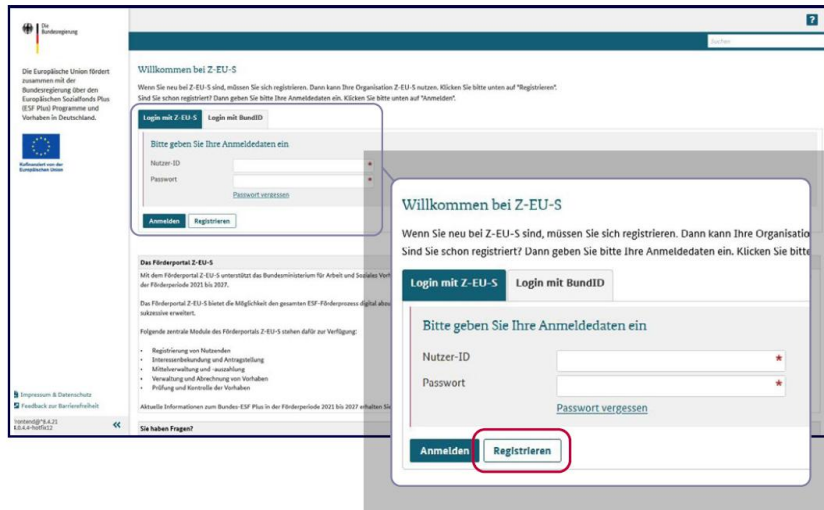 Die
Bundesregierung
?
Suchen
Die Europäische Union fördert
zusammen mit der
Bundesregierung über den
Europäischen Sozialfonds Plus
(ESF Plus) Programme und
Vorhaben in Deutschland.
Kofinanziert von der
Europäischen Union
Willkommen bei Z-EU-S
Wenn Sie neu bei Z-EU-S sind, müssen Sie sich registrieren. Dann kann Ihre Organisation Z-EU-S nutzen. Klicken Sie bitte unten auf "Registrieren".
Sind Sie schon registriert? Dann geben Sie bitte Ihre Anmeldedaten ein. Klicken Sie bitte unten auf "Anmelden".
Login mit Z-EU-S Login mit BundID
Bitte geben Sie Ihre Anmeldedaten ein
Nutzer-ID *
Passwort *
Passwort vergessen
Anmelden Registrieren
Das Förderportal Z-EU-S
Mit dem Förderportal Z-EU-S unterstützt das Bundesministerium für Arbeit und Soziales
der Förderperiode 2021 bis 2027.
Das Förderportal Z-EU-S bietet die Möglichkeit den gesamten ESF-Förderprozess digital
sukzessive erweitert.
Folgende zentrale Module des Förderportals Z-EU-S stehen dafür zur Verfügung:
• Registrierung von Nutzenden
• Interessenbekundung und Antragstellung
• Mittelverwaltung und -auszahlung
• Verwaltung und Abrechnung von Vorhaben
• Prüfung und Kontrolle der Vorhaben
Aktuelle Informationen zum Bundes-ESF Plus in der Förderperiode 2021 bis 2027 erhalten Sie
Sie haben Fragen?
Impressum & Datenschutz
Feedback zur Barrierefreiheit
Willkommen bei Z-EU-S
Wenn Sie neu bei Z-EU-S sind, müssen Sie sich registrieren. Dann kann Ihre Organisatio
Sind Sie schon registriert? Dann geben Sie bitte Ihre Anmeldedaten ein. Klicken Sie bitte
Login mit Z-EU-S Login mit BundID
Bitte geben Sie Ihre Anmeldedaten ein
Nutzer-ID *
Passwort *
Passwort vergessen
Anmelden Registrieren